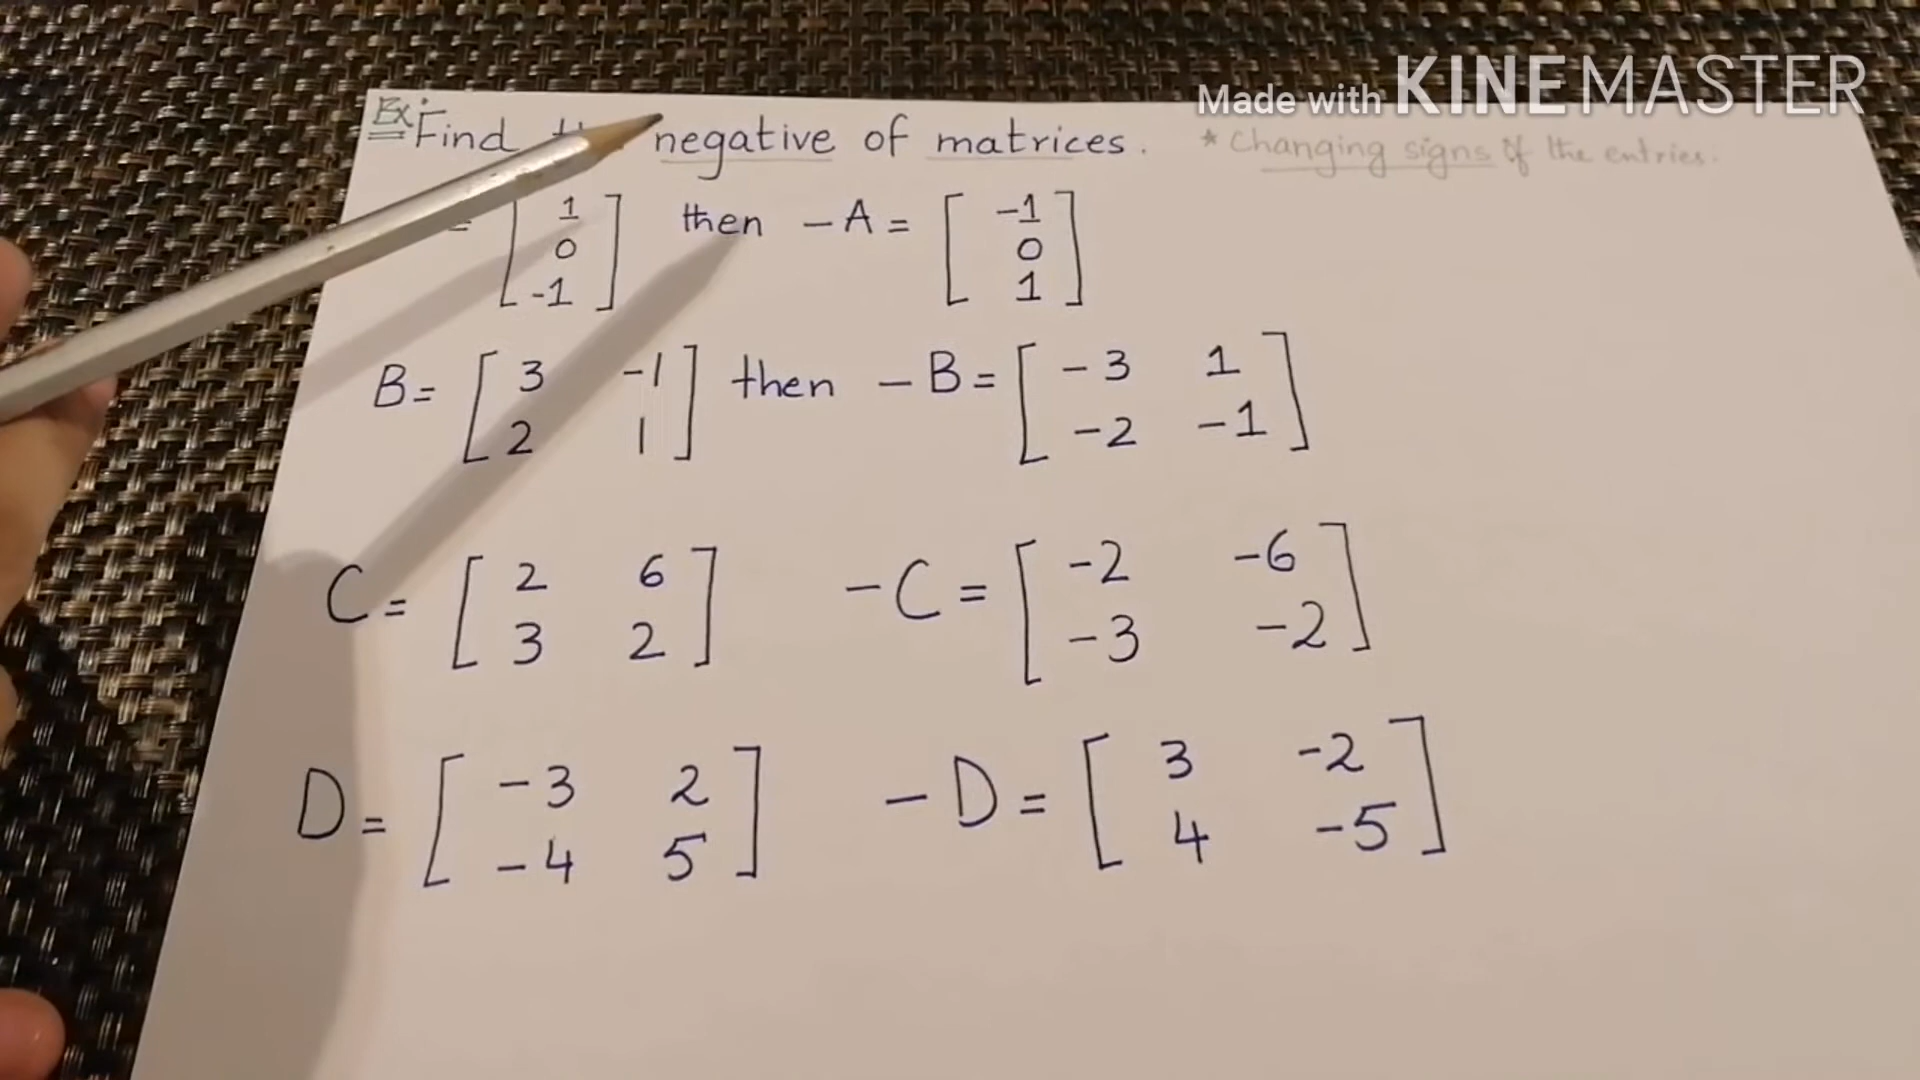 Made with KINEMASTER
Ex: Find negative of matrices. * Changing signs of the entries.
= [ 1 0 -1 ] then -A = [ -1 0 1 ]
B = [ 3 -1 2 1 ] then -B = [ -3 1 -2 -1 ]
C = [ 2 6 3 2 ] -C = [ -2 -6 -3 -2 ]
D = [ -3 2 -4 5 ] -D = [ 3 -2 4 -5 ]